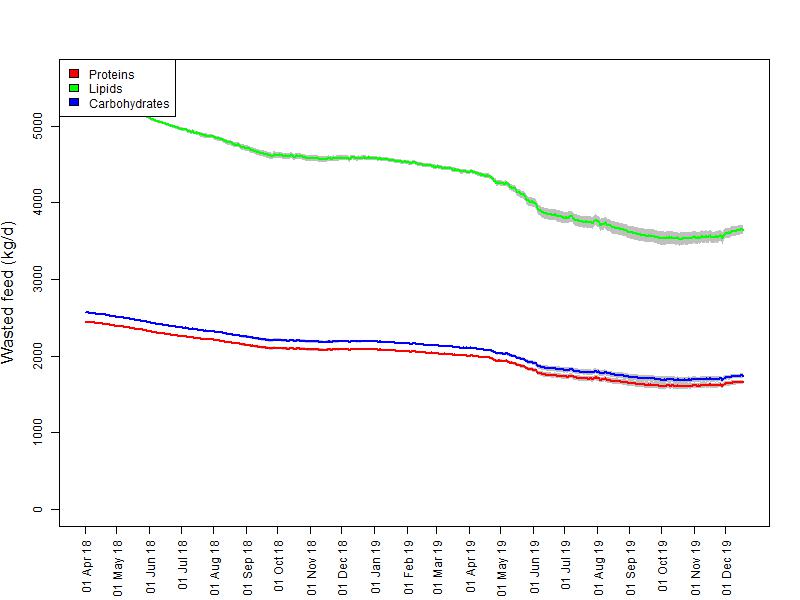 Proteins
Lipids
Carbohydrates
Wasted feed (kg/d)
5000
4000
3000
2000
1000
0
01 Apr 18
01 May 18
01 Jun 18
01 Jul 18
01 Aug 18
01 Sep 18
01 Oct 18
01 Nov 18
01 Dec 18
01 Jan 19
01 Feb 19
01 Mar 19
01 Apr 19
01 May 19
01 Jun 19
01 Jul 19
01 Aug 19
01 Sep 19
01 Oct 19
01 Nov 19
01 Dec 19